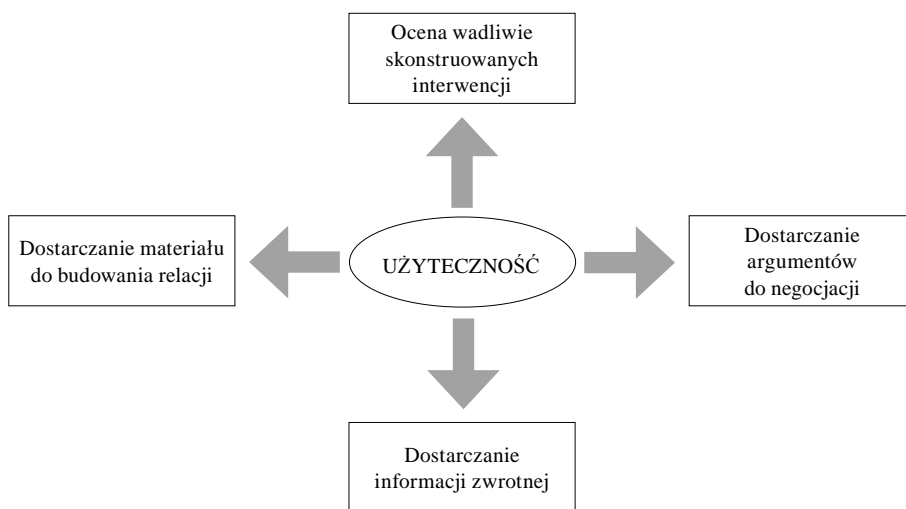 Ocena wadliwie
skonstruowanych
interwencji
Dostarczanie materiału
do budowania relacji
UŻYTECZNOŚĆ
Dostarczanie
argumentów
do negocjacji
Dostarczanie
informacji zwrotnej